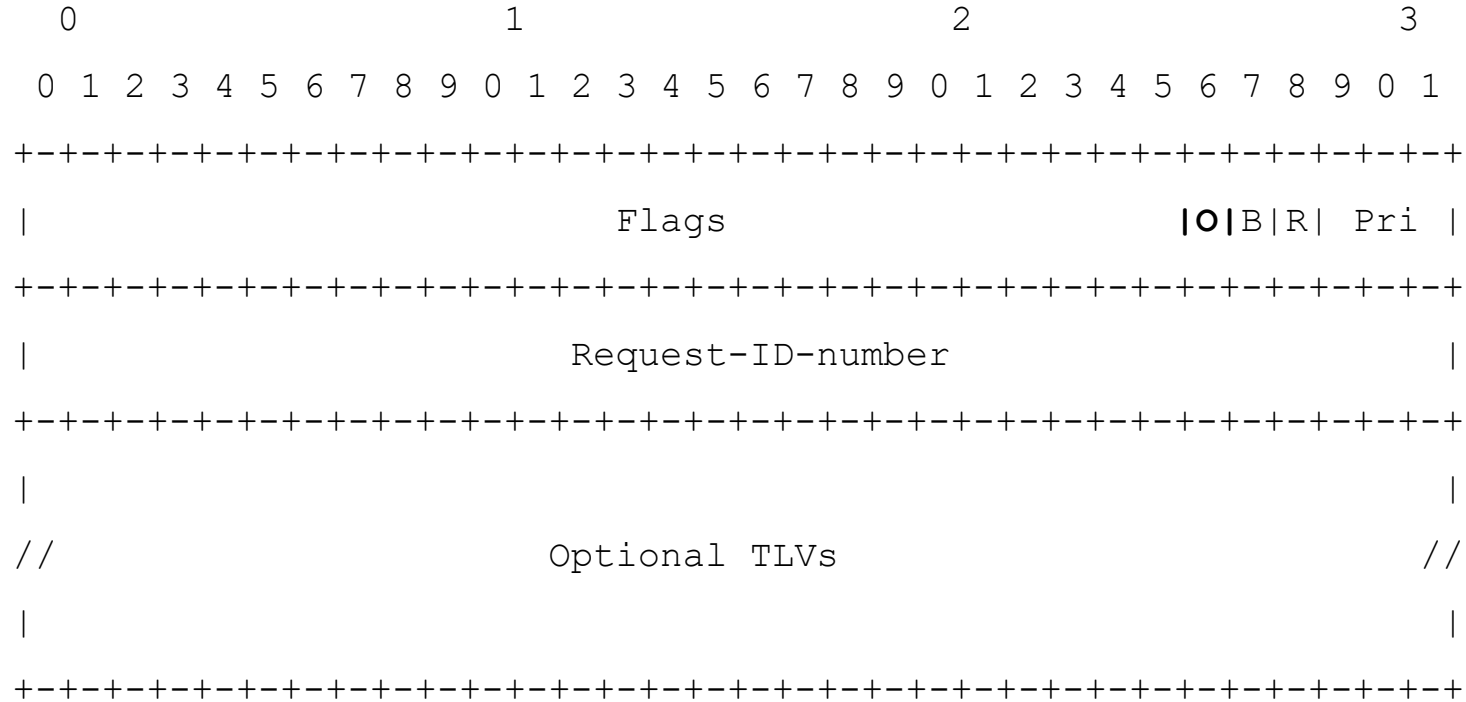 0                   1                   2                   3
0 1 2 3 4 5 6 7 8 9 0 1 2 3 4 5 6 7 8 9 0 1 2 3 4 5 6 7 8 9 0 1
+-+-+-+-+-+-+-+-+-+-+-+-+-+-+-+-+-+-+-+-+-+-+-+-+-+-+-+-+-+-+-+-+
|                          Flags                    |O|B|R| Pri |
+-+-+-+-+-+-+-+-+-+-+-+-+-+-+-+-+-+-+-+-+-+-+-+-+-+-+-+-+-+-+-+-+
|                        Request-ID-number                      |
+-+-+-+-+-+-+-+-+-+-+-+-+-+-+-+-+-+-+-+-+-+-+-+-+-+-+-+-+-+-+-+-+
|                                                               |
//                      Optional TLVs                          //
|                                                               |
+-+-+-+-+-+-+-+-+-+-+-+-+-+-+-+-+-+-+-+-+-+-+-+-+-+-+-+-+-+-+-+-+